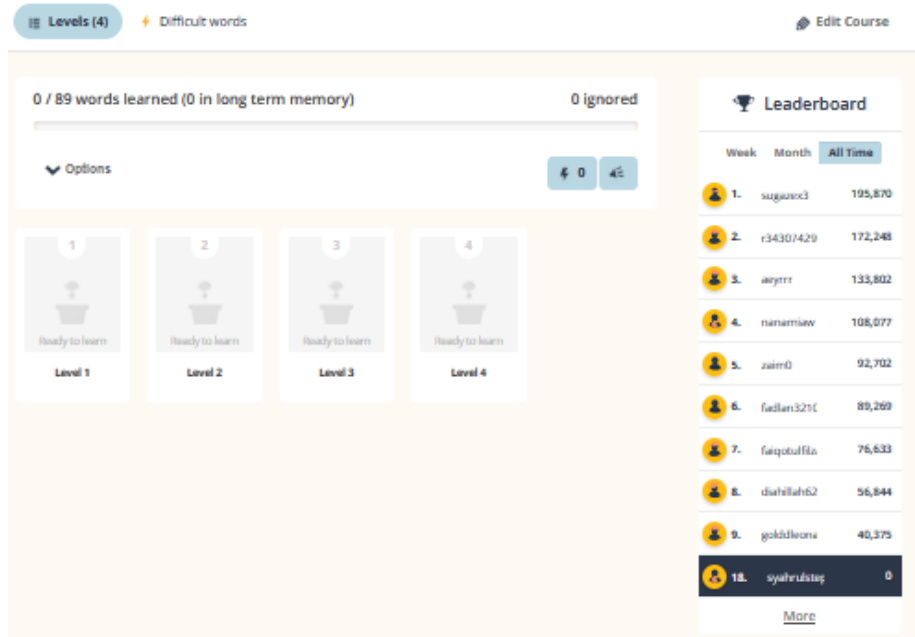 Levels (4)
Difficult words
Edit Course
0 / 89 words learned (0 in long term memory)
0 ignored
Options
0
1
Ready to learn
Level 1
2
Ready to learn
Level 2
3
Ready to learn
Level 3
4
Ready to learn
Level 4
Leaderboard
Week Month All Time
1. sugazex3 195,870
2. r34307429 172,248
3. 133,802
4. nanamiaw 108,077
5. zaim0 92,702
6. 89,269
7. 76,633
8. diahillah62 56,844
9. 40,375
18. 0
More